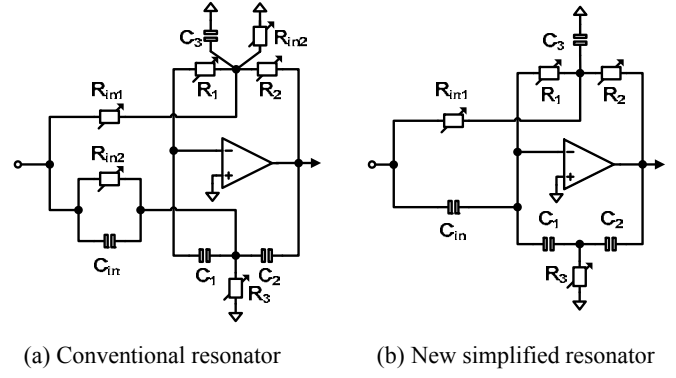 C3 Rin2 C3
R1 R2 R1 R2
Rin1 Rin1
Rin2
− −
+ +
C1 C2
Cin Cin
C1 C2 R3
R3
(a) Conventional resonator (b) New simplified resonator